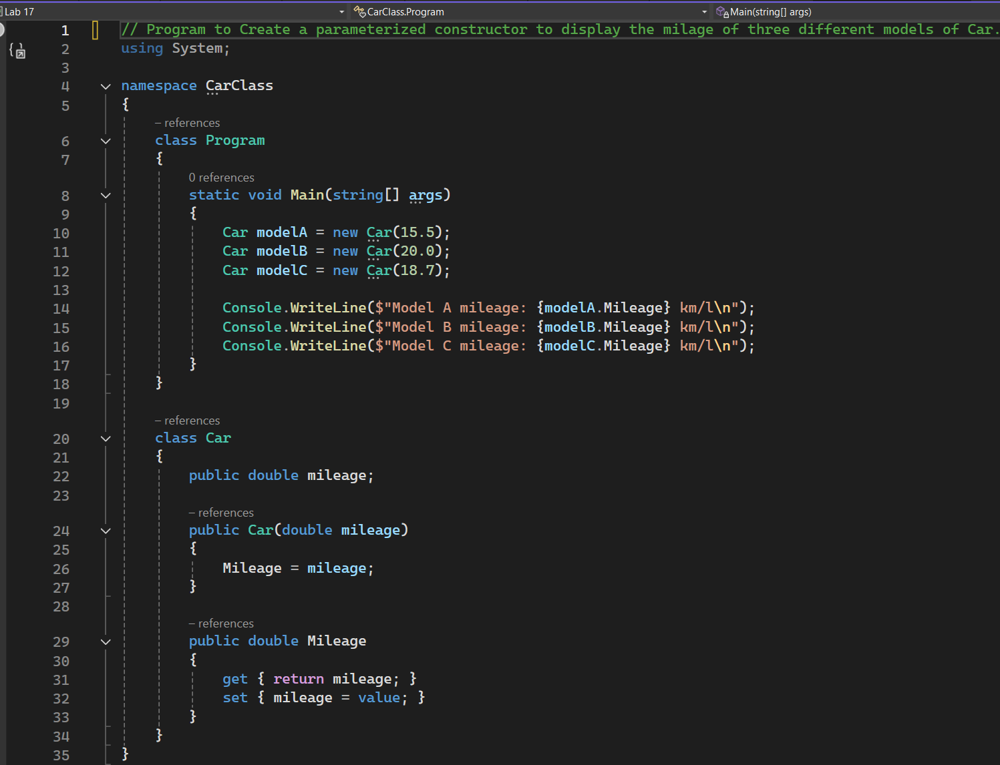 Lab 17 CarClass.Program Main(string[] args)
1 // Program to Create a parameterized constructor to display the milage of three different models of Car.
2 using System;
3
4 namespace CarClass
5 {
– references
6 class Program
7 {
0 references
8 static void Main(string[] args)
9 {
10 Car modelA = new Car(15.5);
11 Car modelB = new Car(20.0);
12 Car modelC = new Car(18.7);
13
14 Console.WriteLine($"Model A mileage: {modelA.Mileage} km/l\n");
15 Console.WriteLine($"Model B mileage: {modelB.Mileage} km/l\n");
16 Console.WriteLine($"Model C mileage: {modelC.Mileage} km/l\n");
17 }
18 }
19
– references
20 class Car
21 {
22 public double mileage;
23
– references
24 public Car(double mileage)
25 {
26 Mileage = mileage;
27 }
28
– references
29 public double Mileage
30 {
31 get { return mileage; }
32 set { mileage = value; }
33 }
34 }
35 }